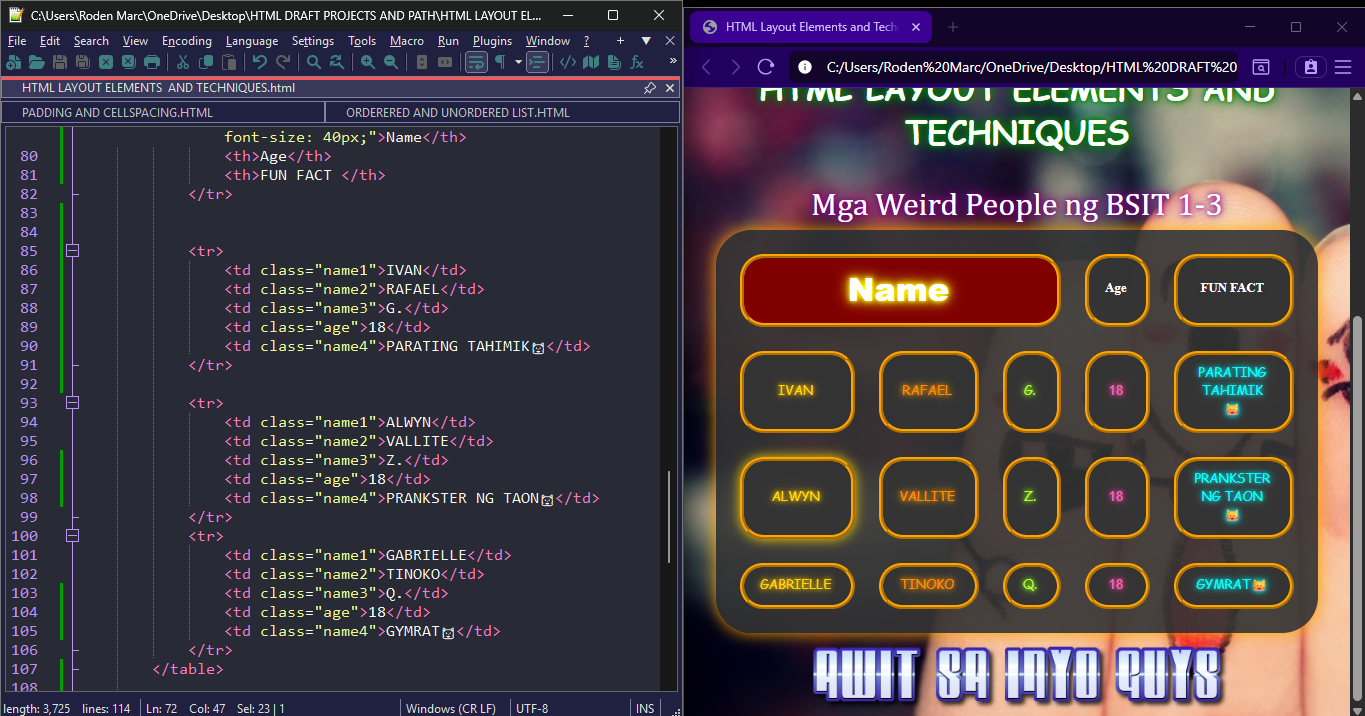 C:\Users\Roden Marc\OneDrive\Desktop\HTML DRAFT PROJECTS AND PATH\HTML LAYOUT EL...
File Edit Search View Encoding Language Settings Tools Macro Run Plugins Window ?
HTML LAYOUT ELEMENTS AND TECHNIQUES.html
PADDING AND CELLSPACING.HTML
ORDERERED AND UNORDERED LIST.HTML
font-size: 40px;">Name</th>
80 <th>Age</th>
81 <th>FUN FACT </th>
82 </tr>
83
84
85 <tr>
86 <td class="name1">IVAN</td>
87 <td class="name2">RAFAEL</td>
88 <td class="name3">G.</td>
89 <td class="age">18</td>
90 <td class="name4">PARATING TAHIMIK🐱</td>
91 </tr>
92
93 <tr>
94 <td class="name1">ALWYN</td>
95 <td class="name2">VALLITE</td>
96 <td class="name3">Z.</td>
97 <td class="age">18</td>
98 <td class="name4">PRANKSTER NG TAON🐱</td>
99 </tr>
100 <tr>
101 <td class="name1">GABRIELLE</td>
102 <td class="name2">TINOKO</td>
103 <td class="name3">Q.</td>
104 <td class="age">18</td>
105 <td class="name4">GYMRAT🐱</td>
106 </tr>
107 </table>
108
length: 3,725 lines: 114 Ln: 72 Col: 47 Sel: 23 | 1 Windows (CR LF) UTF-8 INS
HTML Layout Elements and Tech
C:/Users/Roden%20Marc/OneDrive/Desktop/HTML%20DRAFT%20
HTML LAYOUT ELEMENTS AND
TECHNIQUES
Mga Weird People ng BSIT 1-3
Name Age FUN FACT
IVAN RAFAEL G. 18 PARATING
TAHIMIK
🐱
ALWYN VALLITE Z. 18 PRANKSTER
NG TAON
🐱
GABRIELLE TINOKO Q. 18 GYMRAT🐱
AWIT SA INYO GUYS